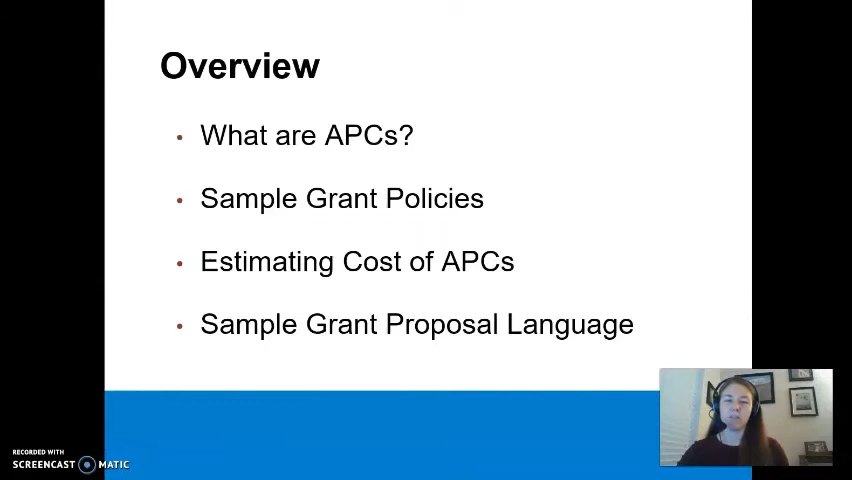 Overview
• What are APCs?
• Sample Grant Policies
• Estimating Cost of APCs
• Sample Grant Proposal Language
RECORDED WITH
SCREENCAST MATIC